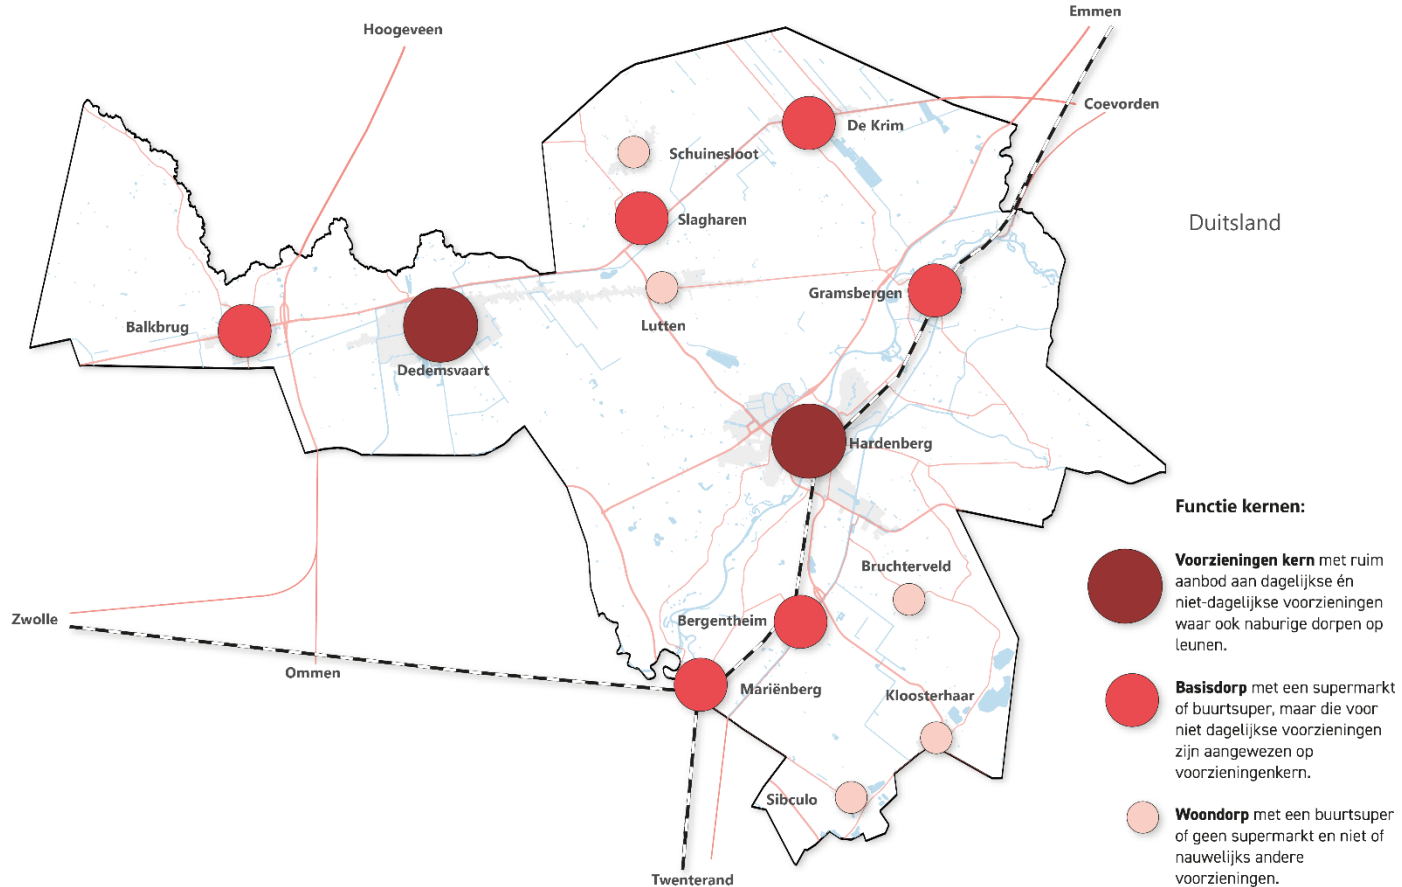 Emmen
Hoogeveen
Coevorden
De Krim
Schuinesloot
Slagharen
Duitsland
Gramsbergen
Balkbrug
Lutten
Dedemsvaart
Hardenberg
Functie kernen:
Voorzieningen kern met ruim
aanbod aan dagelijkse én
niet-dagelijkse voorzieningen
waar ook naburige dorpen op
leunen.
Bruchterveld
Zwolle
Bergentheim
Ommen
Mariënberg
Kloosterhaar
Basisdorp met een supermarkt
of buurtsuper, maar die voor
niet dagelijkse voorzieningen
zijn aangewezen op
voorzieningenkern.
Sibculo
Woondorp met een buurtsuper
of geen supermarkt en niet of
nauwelijks andere
voorzieningen.
Twenterand